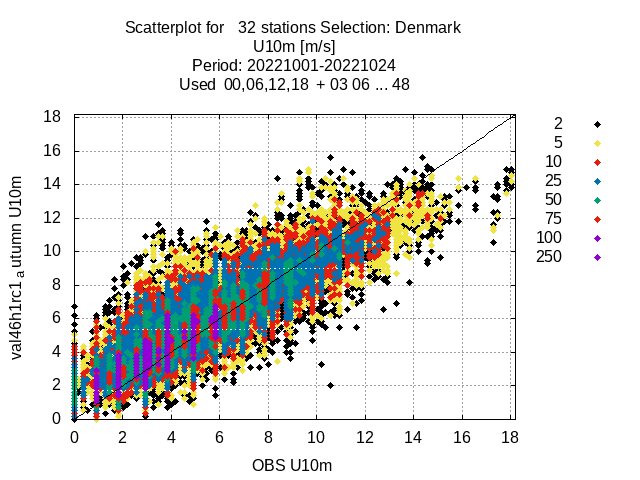 Scatterplot for 32 stations Selection: Denmark
U10m [m/s]
Period: 20221001-20221024
Used 00,06,12,18 + 03 06 ... 48
18
16
14
12
10
8
6
4
2
0
val46h1rc1 a utumn U10m
0 2 4 6 8 10 12 14 16 18
OBS U10m
2
5
10
25
50
75
100
250